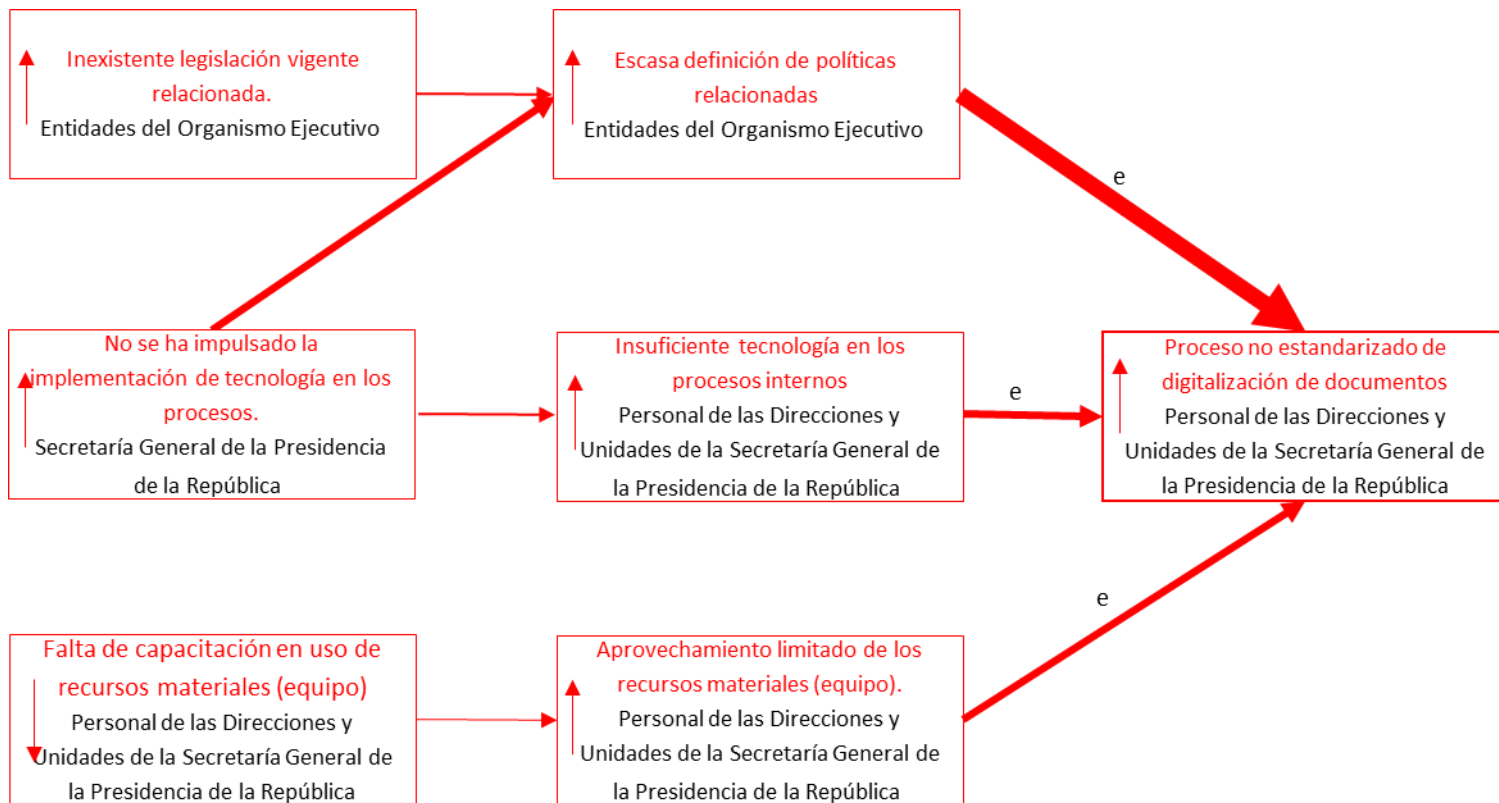 Inexistente legislación vigente
relacionada.
Entidades del Organismo Ejecutivo
Escasa definición de políticas
relacionadas
Entidades del Organismo Ejecutivo
e
No se ha impulsado la
implementación de tecnología en los
procesos.
Secretaría General de la Presidencia
de la República
Insuficiente tecnología en los
procesos internos
Personal de las Direcciones y
Unidades de la Secretaría General de
la Presidencia de la República
e
Proceso no estandarizado de
digitalización de documentos
Personal de las Direcciones y
Unidades de la Secretaría General de
la Presidencia de la República
Falta de capacitación en uso de
recursos materiales (equipo)
Personal de las Direcciones y
Unidades de la Secretaría General de
la Presidencia de la República
Aprovechamiento limitado de los
recursos materiales (equipo).
Personal de las Direcciones y
Unidades de la Secretaría General de
la Presidencia de la República
e